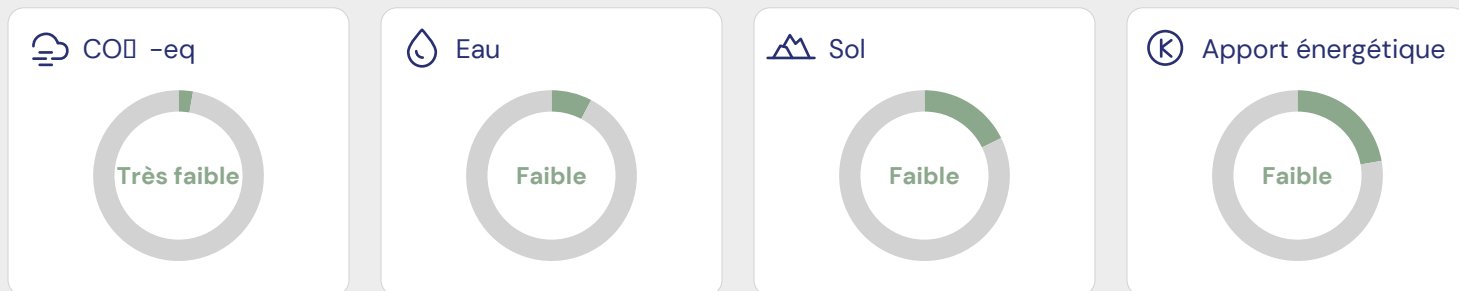 CO▯ -eq
Eau
Sol
Apport énergétique
Très faible
Faible
Faible
Faible